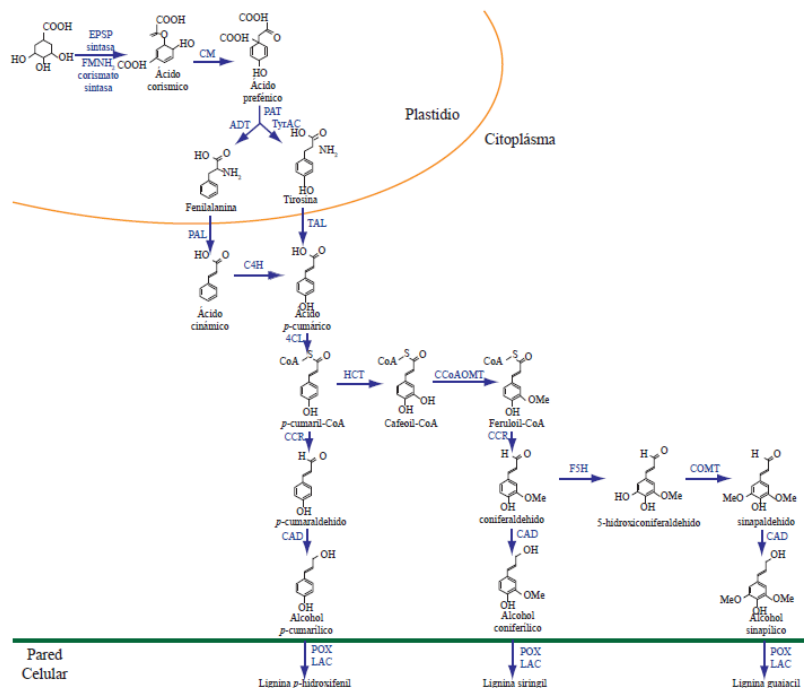 COOH
HO
OH
OH
EPSP
sintasa
FMNH2
corismato
sintasa
COOH
O
HO
COOH
Ácido
corísmico
CM
COOH
COOH
O
HO
Ácido
prefénico
PAT
ADT
TyrAC
Plastidio
Citoplásma
HO
O
NH2
Fenilalanina
HO
O
NH2
HO
Tirosina
PAL
TAL
HO
O
Ácido
cinámico
C4H
HO
O
OH
Ácido
p-cumárico
4CL
CoA
S
O
OH
p-cumaril-CoA
HCT
CoA
S
O
OH
OH
Cafeoil-CoA
CCoAOMT
CoA
S
O
OMe
OH
Feruloil-CoA
CCR
CCR
H
O
OH
p-cumaraldehido
H
O
OMe
OH
coniferaldehido
F5H
H
O
HO
OMe
OH
5-hidroxiconiferaldehido
COMT
H
O
MeO
OMe
OH
sinapaldehido
CAD
CAD
CAD
OH
OH
Alcohol
p-cumarílico
OH
OMe
OH
Alcohol
coniferílico
OH
MeO
OMe
OH
Alcohol
sinapílico
Pared
Celular
POX
LAC
POX
LAC
POX
LAC
Lignina p-hidroxifenil
Lignina siringil
Lignina guaiacil